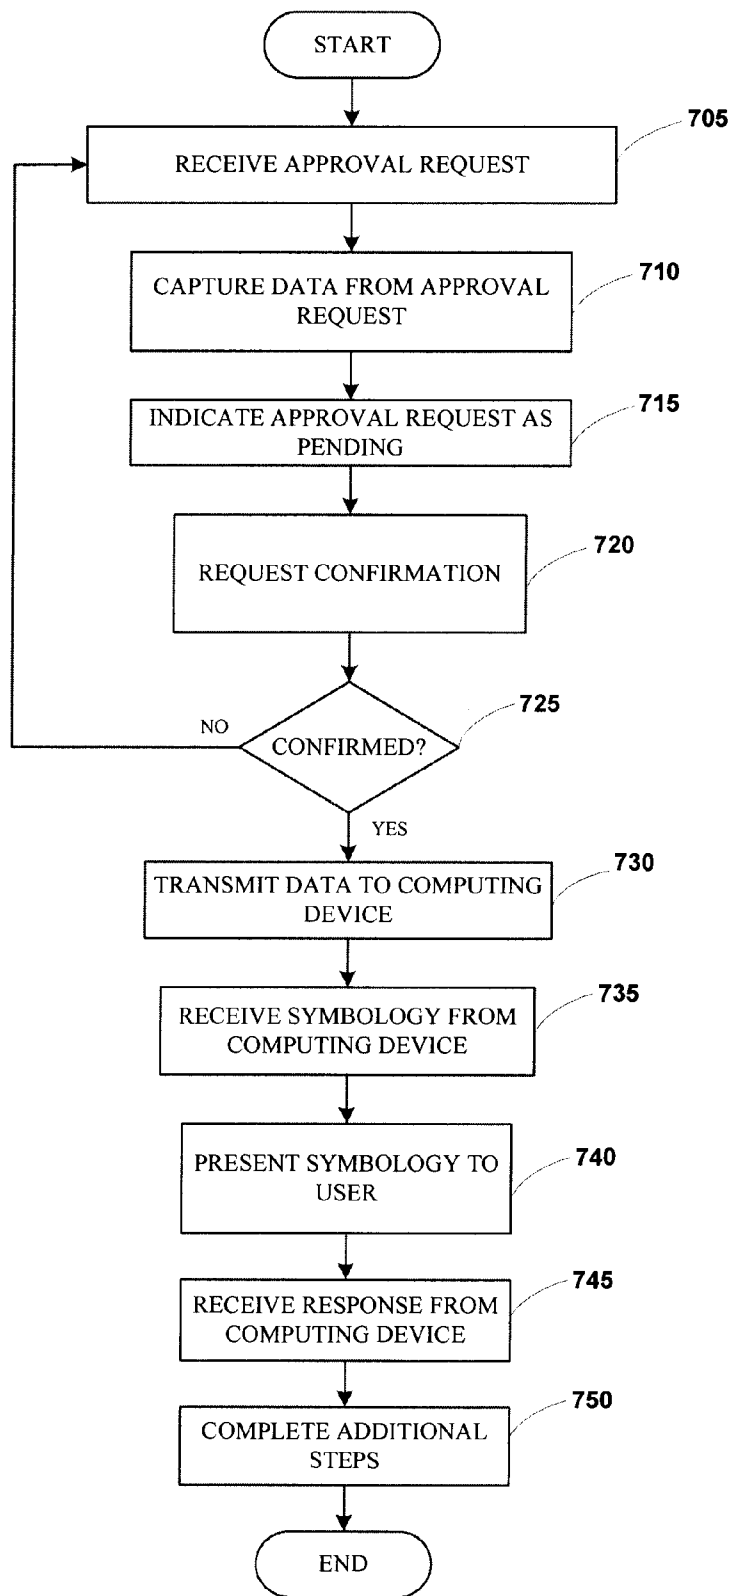 START
705
RECEIVE APPROVAL REQUEST
710
CAPTURE DATA FROM APPROVAL
REQUEST
715
INDICATE APPROVAL REQUEST AS
PENDING
720
REQUEST CONFIRMATION
725
NO
CONFIRMED?
YES
730
TRANSMIT DATA TO COMPUTING
DEVICE
735
RECEIVE SYMBOLOGY FROM
COMPUTING DEVICE
740
PRESENT SYMBOLOGY TO
USER
745
RECEIVE RESPONSE FROM
COMPUTING DEVICE
750
COMPLETE ADDITIONAL
STEPS
END